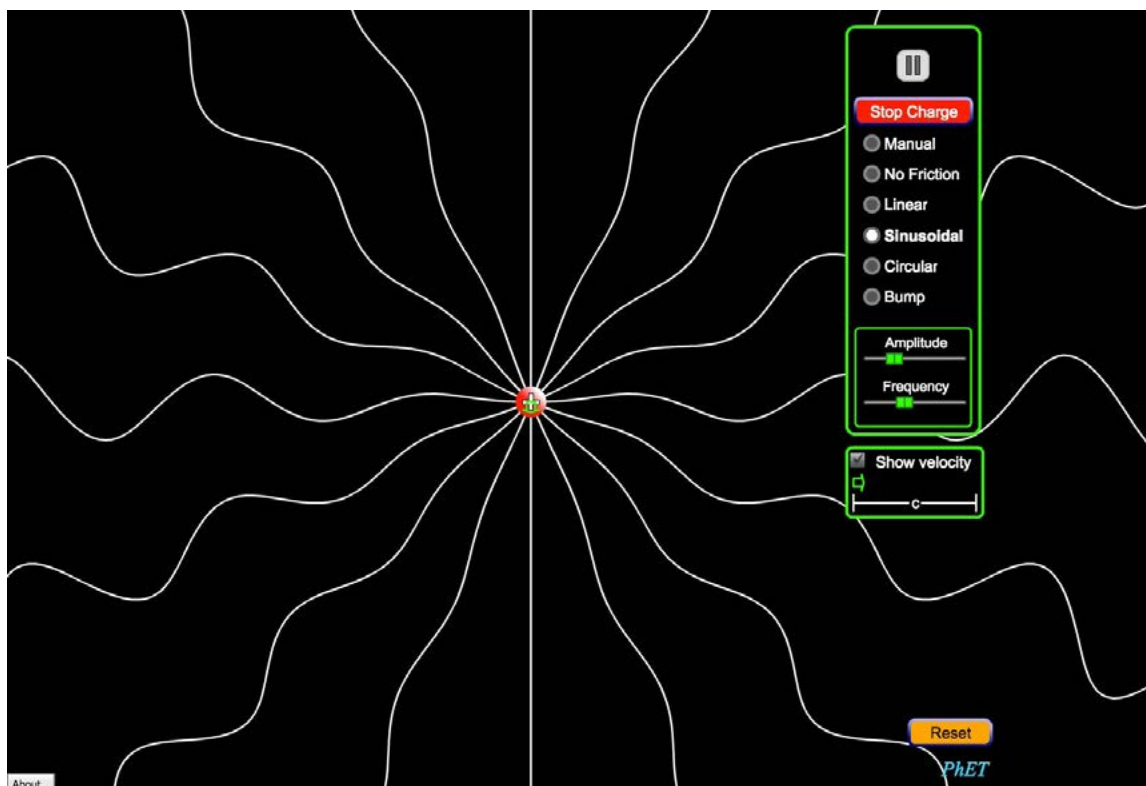 Stop Charge
Manual
No Friction
Linear
Sinusoidal
Circular
Bump
Amplitude
Frequency
Show velocity
c
Reset
PhET
About